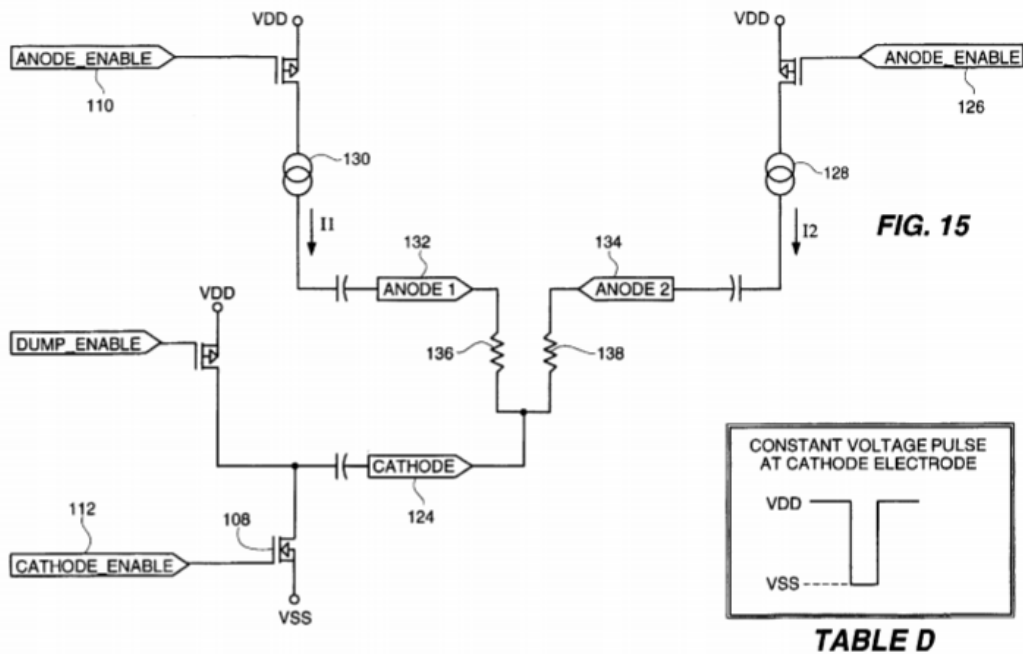 VDD
VDD
ANODE_ENABLE
ANODE_ENABLE
110
126
130
128
I1
I2
FIG. 15
132
134
ANODE 1
ANODE 2
VDD
DUMP_ENABLE
136
138
CATHODE
124
112
108
CATHODE_ENABLE
VSS
CONSTANT VOLTAGE PULSE
AT CATHODE ELECTRODE
VDD
VSS
TABLE D